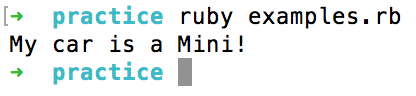 ➜ practice ruby examples.rb
My car is a Mini!
➜ practice